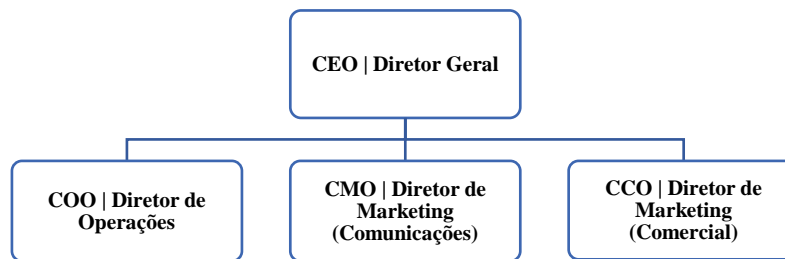 CEO | Diretor Geral
COO | Diretor de
Operações
CMO | Diretor de
Marketing
(Comunicações)
CCO | Diretor de
Marketing
(Comercial)